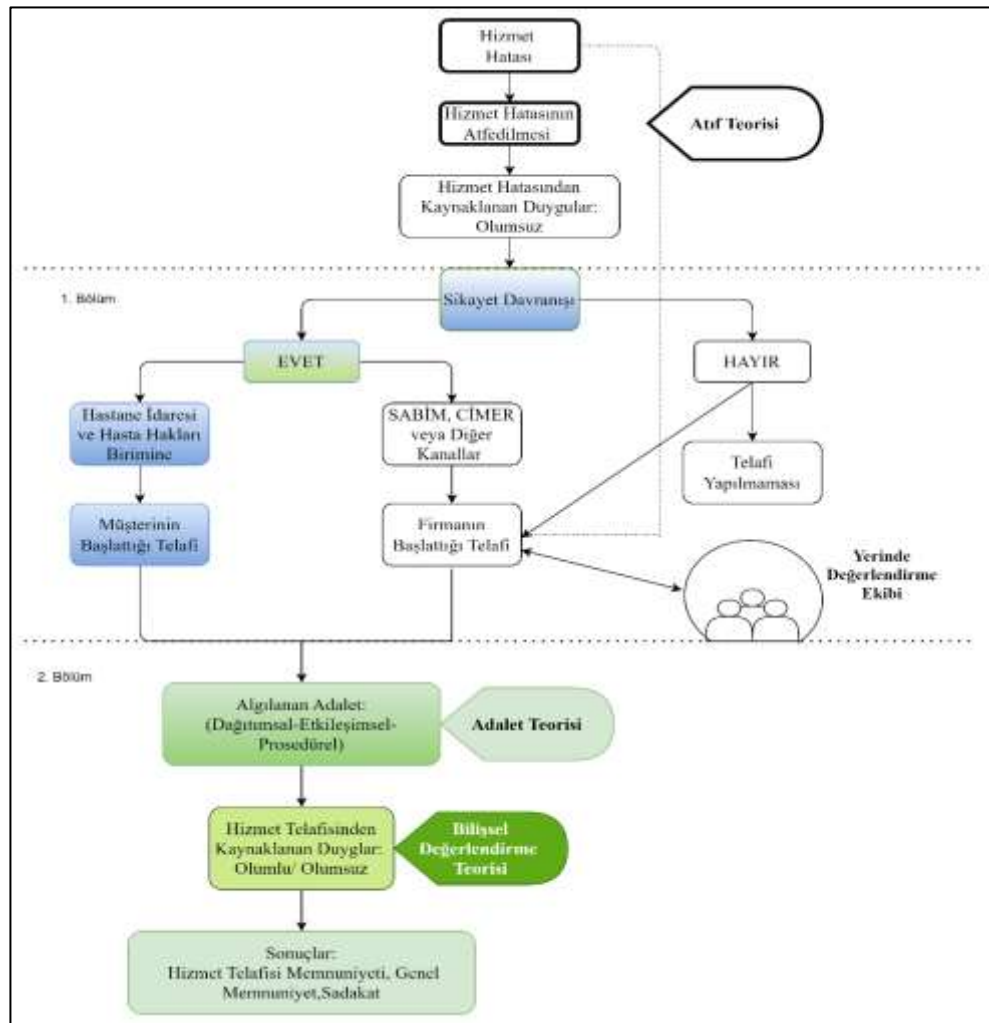 Hizmet
Hatası
Hizmet Hatasının
Atfedilmesi
Atıf Teorisi
Hizmet Hatasından
Kaynaklanan Duygular:
Olumsuz
1. Bölüm
Sikayet Davranışı
EVET
HAYIR
Hastane İdaresi
ve Hasta Hakları
Birimine
SABİM, CİMER
veya Diğer
Kanallar
Telafi
Yapılmaması
Müşterinin
Başlattığı Telafi
Firmanın
Başlattığı Telafi
Yerinde
Değerlendirme
Ekibi
2. Bölüm
Algılanan Adalet:
(Dağıtımsal-Etkileşimsel-
Prosedürel)
Adalet Teorisi
Hizmet Telafisinden
Kaynaklanan Duyglar:
Olumlu/ Olumsuz
Bilişsel
Değerlendirme
Teorisi
Sonuçlar:
Hizmet Telafisi Memnuniyeti, Genel
Memnuniyet,Sadakat